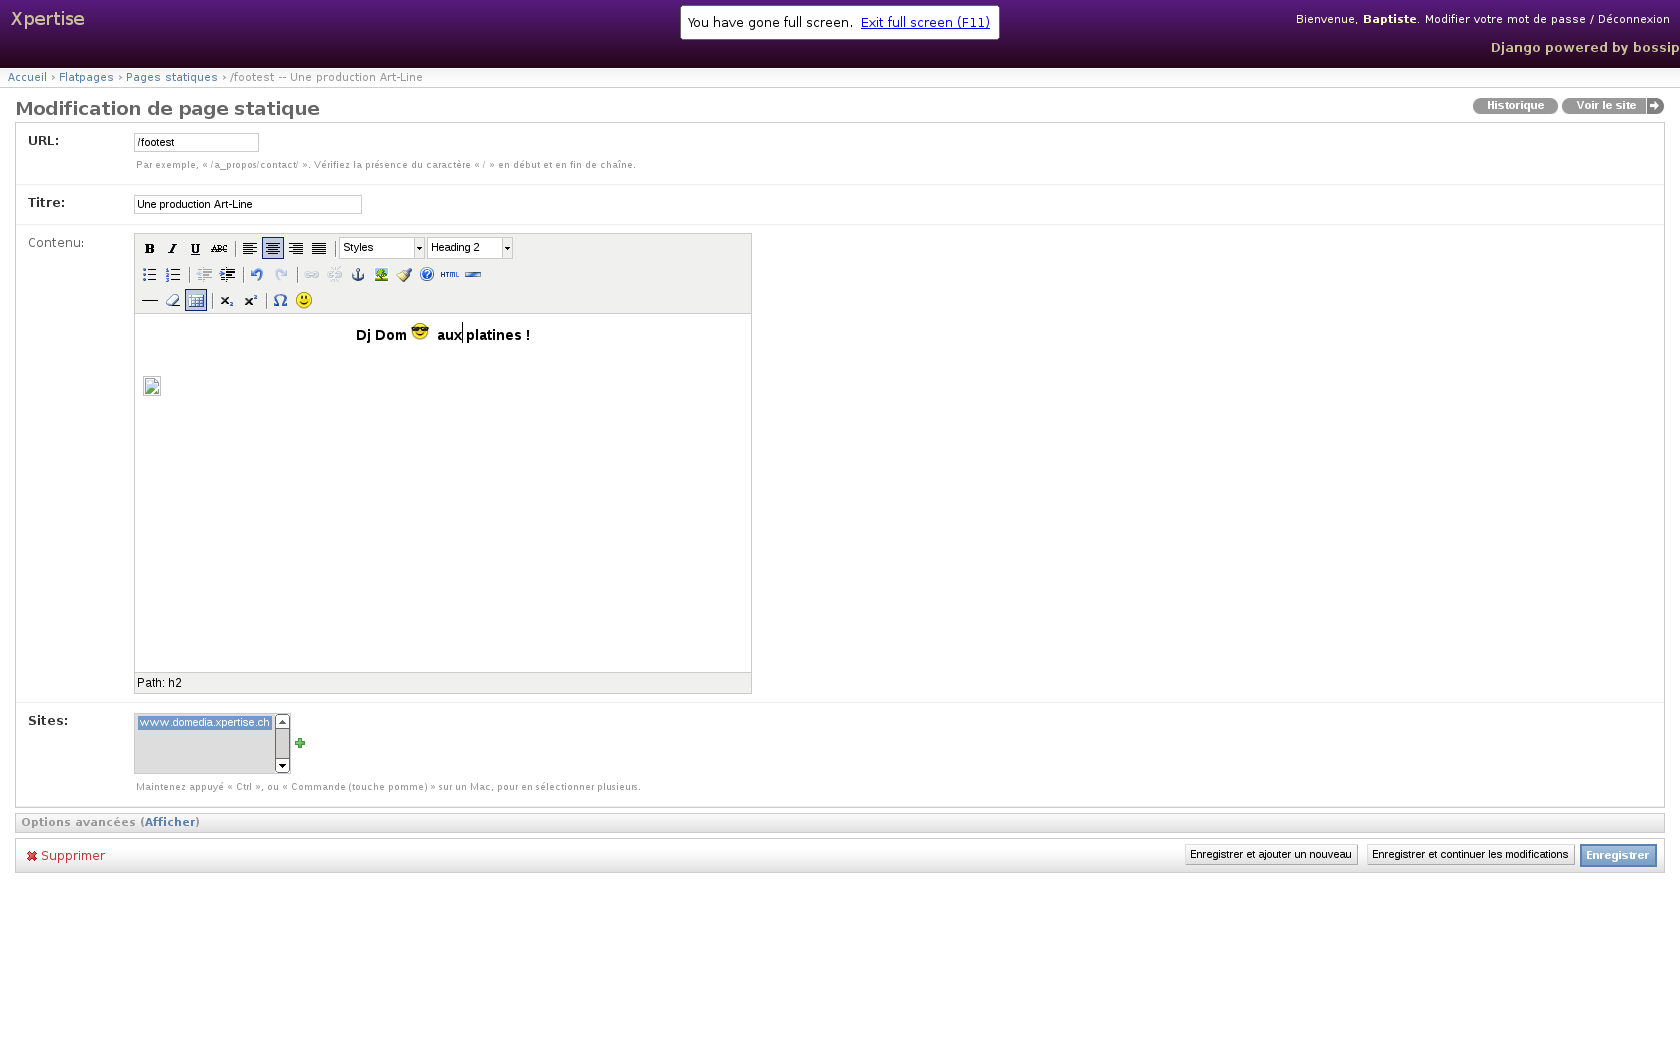 Xpertise
You have gone full screen. Exit full screen (F11)
Bienvenue, Baptiste. Modifier votre mot de passe / Déconnexion
Django powered by bossip
Accueil › Flatpages › Pages statiques › /footest -- Une production Art-Line
Modification de page statique
Historique Voir le site
URL: /footest
Par exemple, « /a_propos/contact/ ». Vérifiez la présence du caractère « / » en début et en fin de chaîne.
Titre: Une production Art-Line
Contenu:
B I U ABC Styles Heading 2
HTML
x₂ x² Ω
Dj Dom aux platines !
Path: h2
Sites: www.domedia.xpertise.ch
Maintenez appuyé « Ctrl », ou « Commande (touche pomme) » sur un Mac, pour en sélectionner plusieurs.
Options avancées (Afficher)
Supprimer Enregistrer et ajouter un nouveau Enregistrer et continuer les modifications Enregistrer